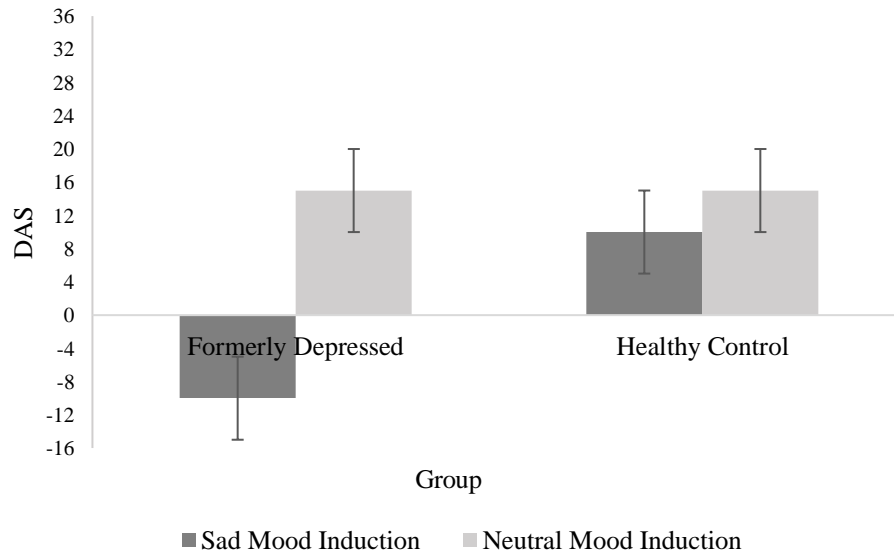 36
32
28
24
20
16
12
8
4
0
-4
-8
-12
-16
DAS
Formerly Depressed
Healthy Control
Group
Sad Mood Induction
Neutral Mood Induction